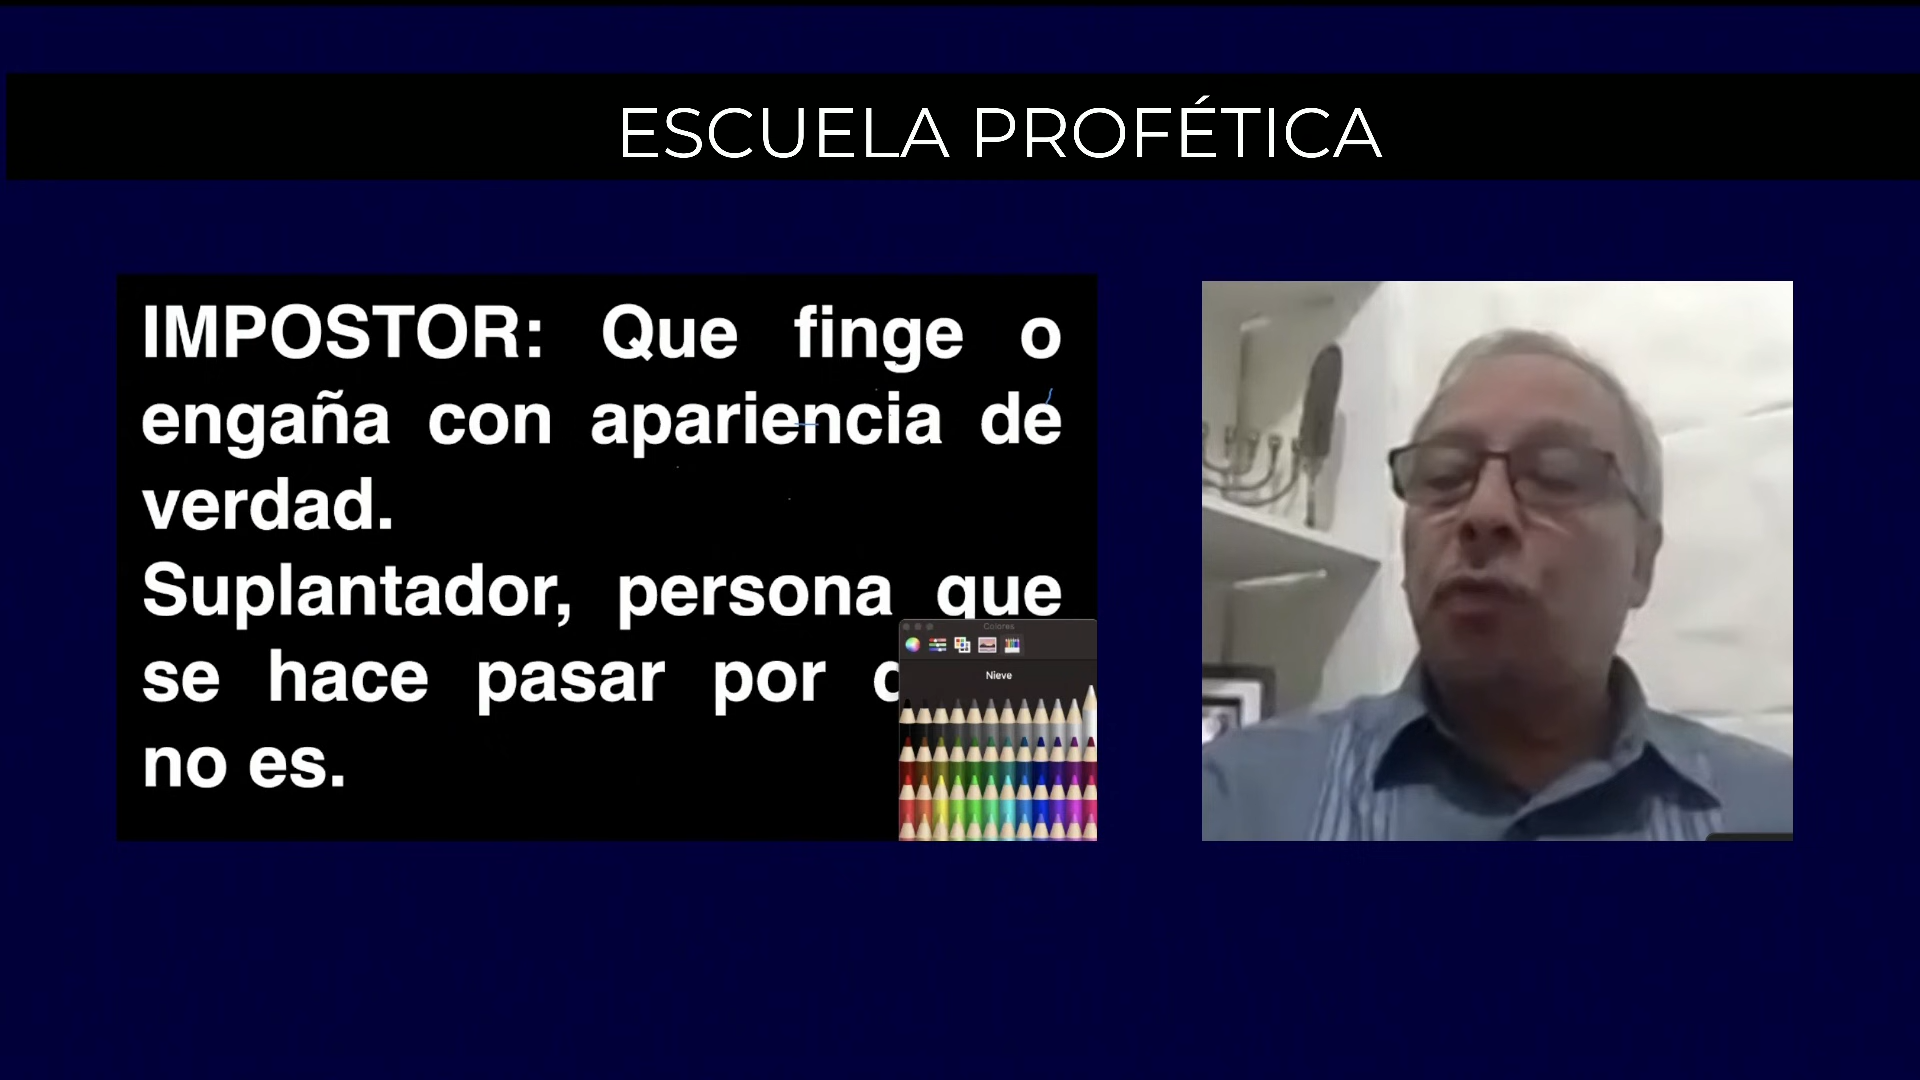 ESCUELA PROFÉTICA
IMPOSTOR: Que finge o
engaña con apariencia de
verdad.
Suplantador, persona que
se hace pasar por
no es.
Colores
Nieve